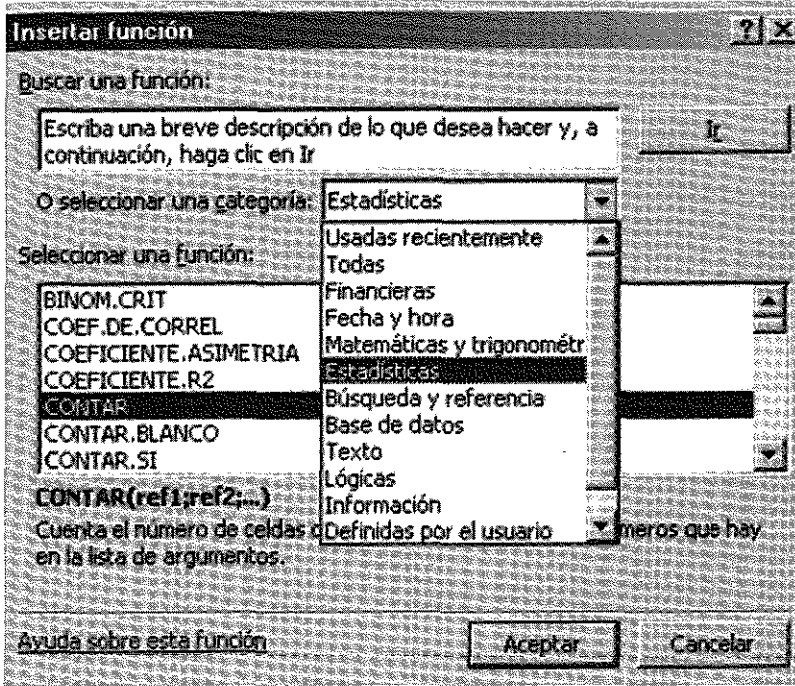 Insertar función
Buscar una función:
Escriba una breve descripción de lo que desea hacer y, a
continuación, haga clic en Ir
Ir
O seleccionar una categoría: Estadísticas
Usadas recientemente
Todas
Financieras
Fecha y hora
Matemáticas y trigonométr
Estadísticas
Búsqueda y referencia
Base de datos
Texto
Lógicas
Información
Definidas por el usuario
Seleccionar una función:
BINOM.CRIT
COEF.DE.CORREL
COEFICIENTE.ASIMETRIA
COEFICIENTE.R2
CONTAR
CONTAR.BLANCO
CONTAR.SI
CONTAR(ref1;ref2;...)
Cuenta el número de celdas meros que hay
en la lista de argumentos.
Ayuda sobre esta función
Aceptar
Cancelar